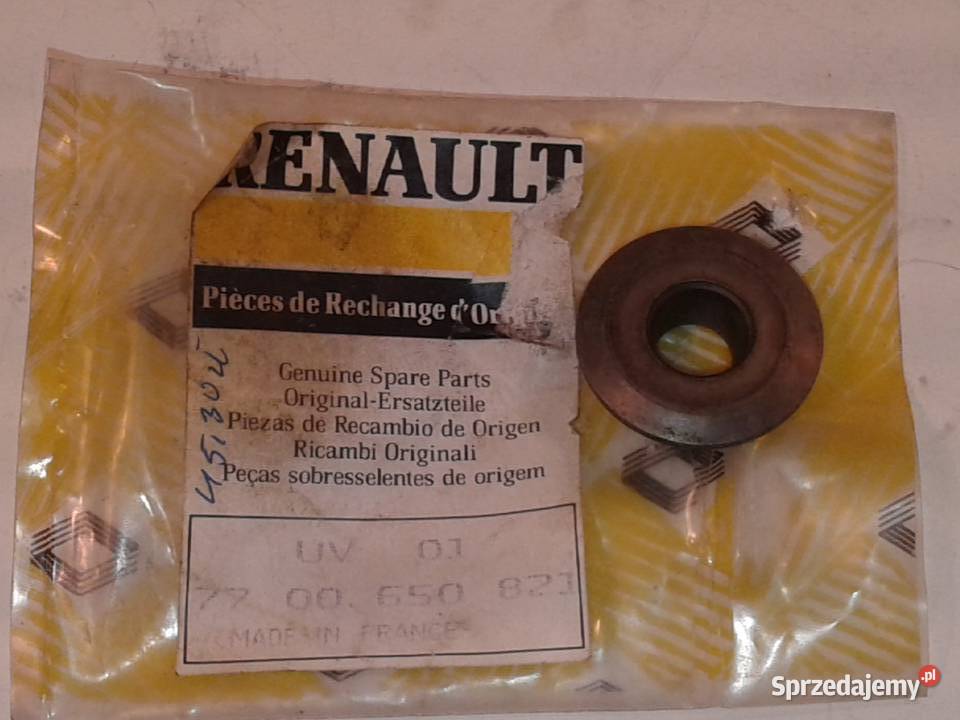 RENAULT
Pièces de Rechange d'Or
Genuine Spare Parts
Original-Ersatzteile
Piezas de Recambio de Origen
Ricambi Originali
Peças sobresselentes de origem
UV 01
77 00.650 821
MADE IN FRANCE
Sprzedajemy.pl